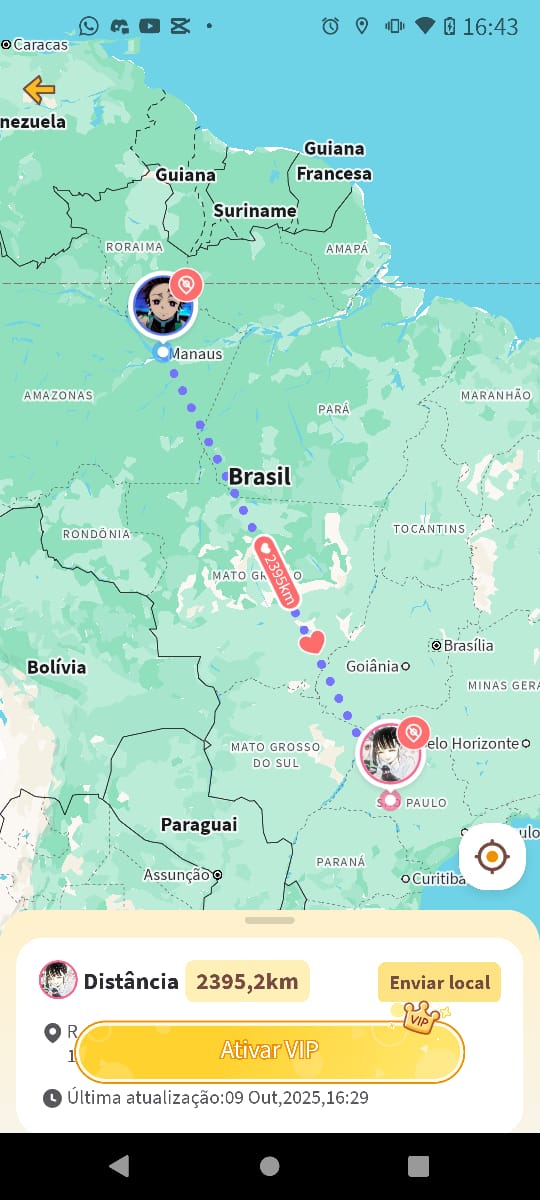 16:43
Caracas
nezuela
Guiana
Guiana
Francesa
Suriname
RORAIMA
AMAPÁ
Manaus
AMAZONAS
PARÁ
MARANHÃO
Brasil
RONDÔNIA
TOCANTINS
MATO GROSSO
2395km
Brasília
Goiânia
Bolívia
MINAS GERA
elo Horizonte
MATO GROSSO
DO SUL
SÃO PAULO
Paraguai
ulo
PARANÁ
Assunção
Curitiba
Distância
2395,2km
Enviar local
VIP
R
1
Ativar VIP
Última atualização:09 Out,2025,16:29